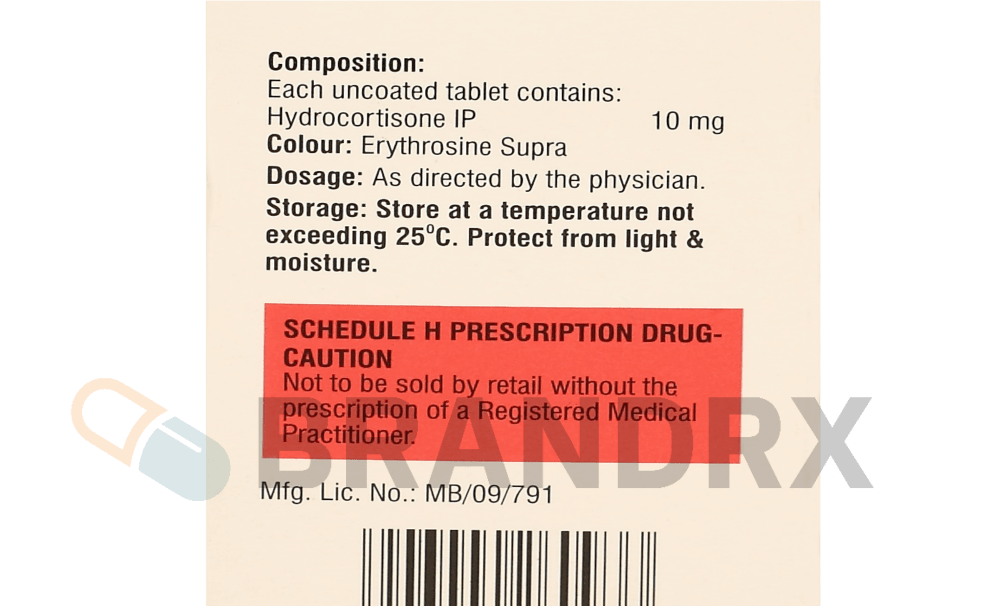 Composition:
Each uncoated tablet contains:
Hydrocortisone IP 10 mg
Colour: Erythrosine Supra
Dosage: As directed by the physician.
Storage: Store at a temperature not
exceeding 25⁰C. Protect from light &
moisture.
SCHEDULE H PRESCRIPTION DRUG-
CAUTION
Not to be sold by retail without the
prescription of a Registered Medical
Practitioner.
BRANDRX
Mfg. Lic. No.: MB/09/791